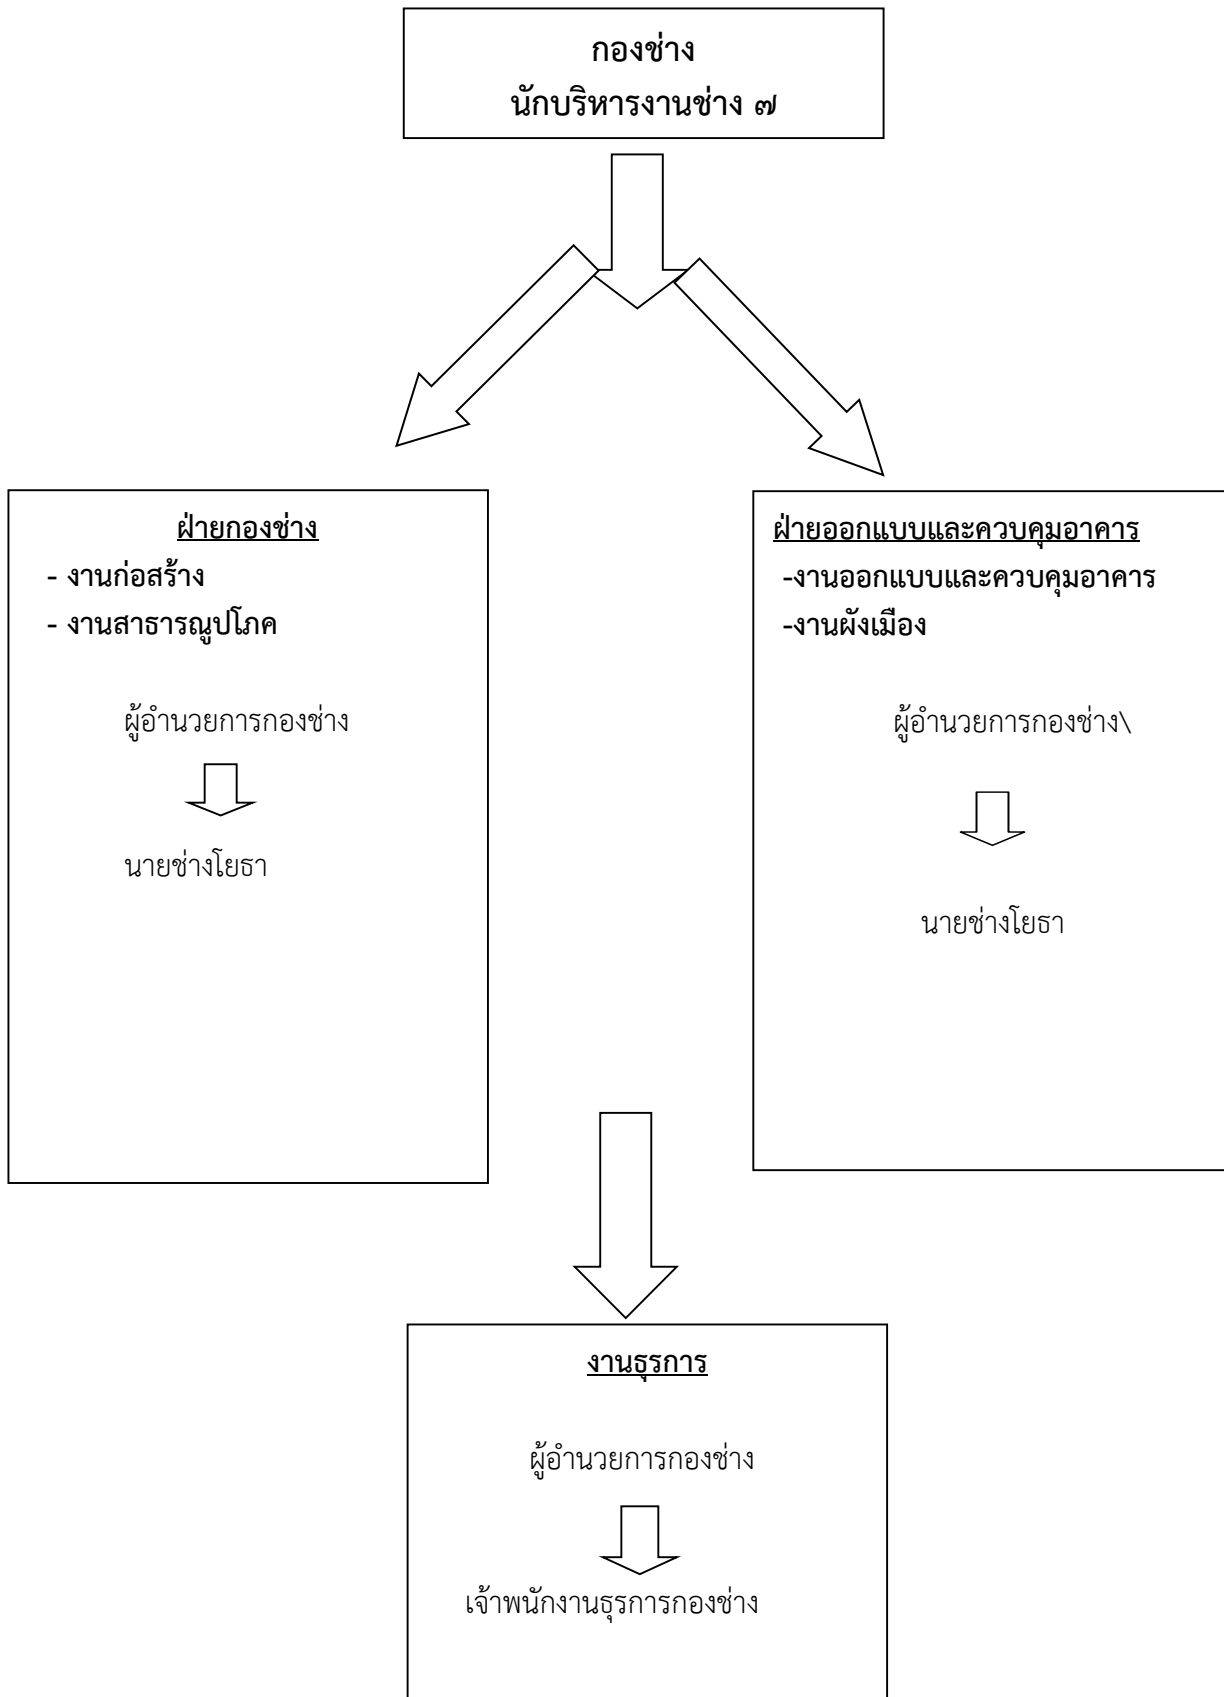 กองช่าง
นักบริหารงานช่าง ๗
ฝ่ายกองช่าง
- งานก่อสร้าง
- งานสาธารณูปโภค
ผู้อำนวยการกองช่าง
นายช่างโยธา
ฝ่ายออกแบบและควบคุมอาคาร
-งานออกแบบและควบคุมอาคาร
-งานผังเมือง
ผู้อำนวยการกองช่าง\
นายช่างโยธา
งานธุรการ
ผู้อำนวยการกองช่าง
เจ้าพนักงานธุรการกองช่าง